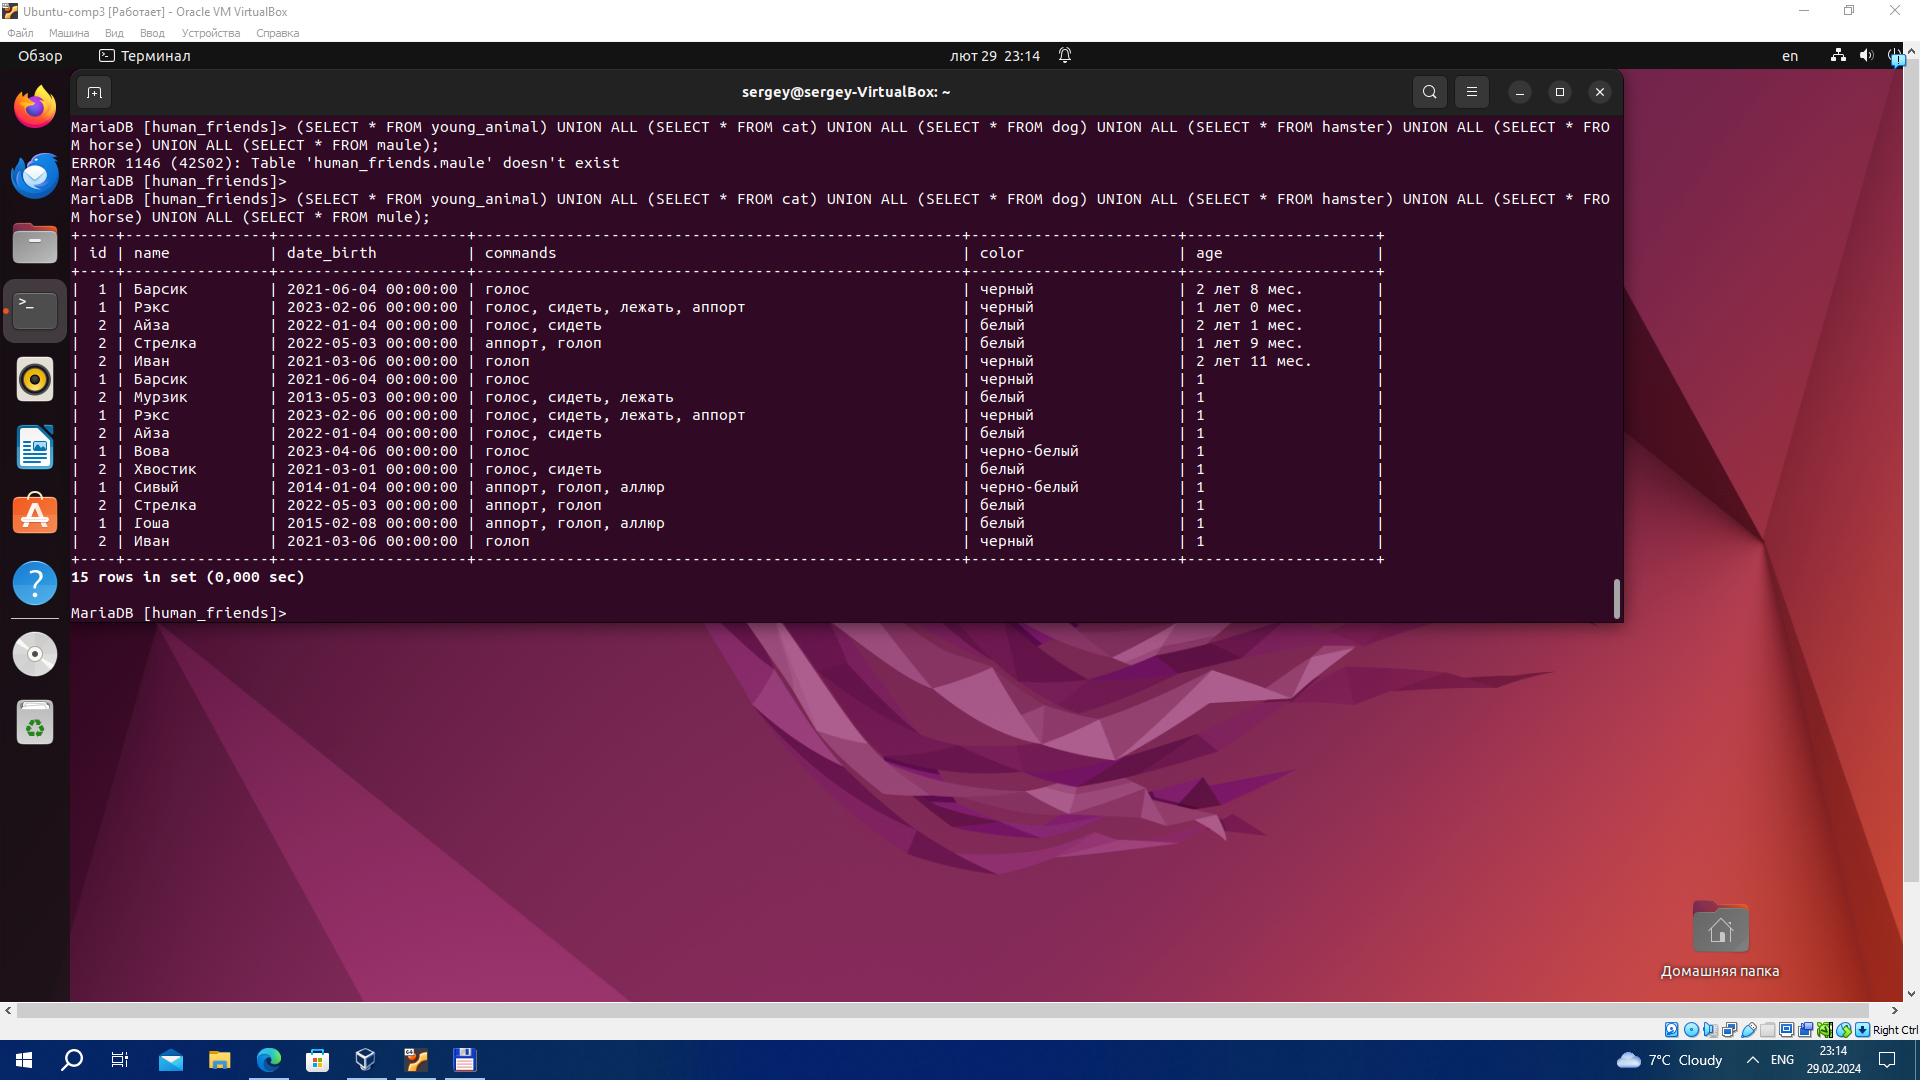 Ubuntu-comp3 [Работает] - Oracle VM VirtualBox
Файл Машина Вид Ввод Устройства Справка
Обзор Терминал лют 29 23:14 en
sergey@sergey-VirtualBox: ~
MariaDB [human_friends]> (SELECT * FROM young_animal) UNION ALL (SELECT * FROM cat) UNION ALL (SELECT * FROM dog) UNION ALL (SELECT * FROM hamster) UNION ALL (SELECT * FRO
M horse) UNION ALL (SELECT * FROM maule);
ERROR 1146 (42S02): Table 'human_friends.maule' doesn't exist
MariaDB [human_friends]>
MariaDB [human_friends]> (SELECT * FROM young_animal) UNION ALL (SELECT * FROM cat) UNION ALL (SELECT * FROM dog) UNION ALL (SELECT * FROM hamster) UNION ALL (SELECT * FRO
M horse) UNION ALL (SELECT * FROM mule);
+----+----------------+---------------------+------------------------------------------------------+-----------------------+---------------------+
| id | name | date_birth | commands | color | age |
+----+----------------+---------------------+------------------------------------------------------+-----------------------+---------------------+
| 1 | Барсик | 2021-06-04 00:00:00 | голос | черный | 2 лет 8 мес. |
| 1 | Рэкс | 2023-02-06 00:00:00 | голос, сидеть, лежать, аппорт | черный | 1 лет 0 мес. |
| 2 | Айза | 2022-01-04 00:00:00 | голос, сидеть | белый | 2 лет 1 мес. |
| 2 | Стрелка | 2022-05-03 00:00:00 | аппорт, голоп | белый | 1 лет 9 мес. |
| 2 | Иван | 2021-03-06 00:00:00 | голоп | черный | 2 лет 11 мес. |
| 1 | Барсик | 2021-06-04 00:00:00 | голос | черный | 1 |
| 2 | Мурзик | 2013-05-03 00:00:00 | голос, сидеть, лежать | белый | 1 |
| 1 | Рэкс | 2023-02-06 00:00:00 | голос, сидеть, лежать, аппорт | черный | 1 |
| 2 | Айза | 2022-01-04 00:00:00 | голос, сидеть | белый | 1 |
| 1 | Вова | 2023-04-06 00:00:00 | голос | черно-белый | 1 |
| 2 | Хвостик | 2021-03-01 00:00:00 | голос, сидеть | белый | 1 |
| 1 | Сивый | 2014-01-04 00:00:00 | аппорт, голоп, аллюр | черно-белый | 1 |
| 2 | Стрелка | 2022-05-03 00:00:00 | аппорт, голоп | белый | 1 |
| 1 | Гоша | 2015-02-08 00:00:00 | аппорт, голоп, аллюр | белый | 1 |
| 2 | Иван | 2021-03-06 00:00:00 | голоп | черный | 1 |
+----+----------------+---------------------+------------------------------------------------------+-----------------------+---------------------+
15 rows in set (0,000 sec)
MariaDB [human_friends]>
Домашняя папка
Right Ctrl
7°C Cloudy ENG 23:14
29.02.2024